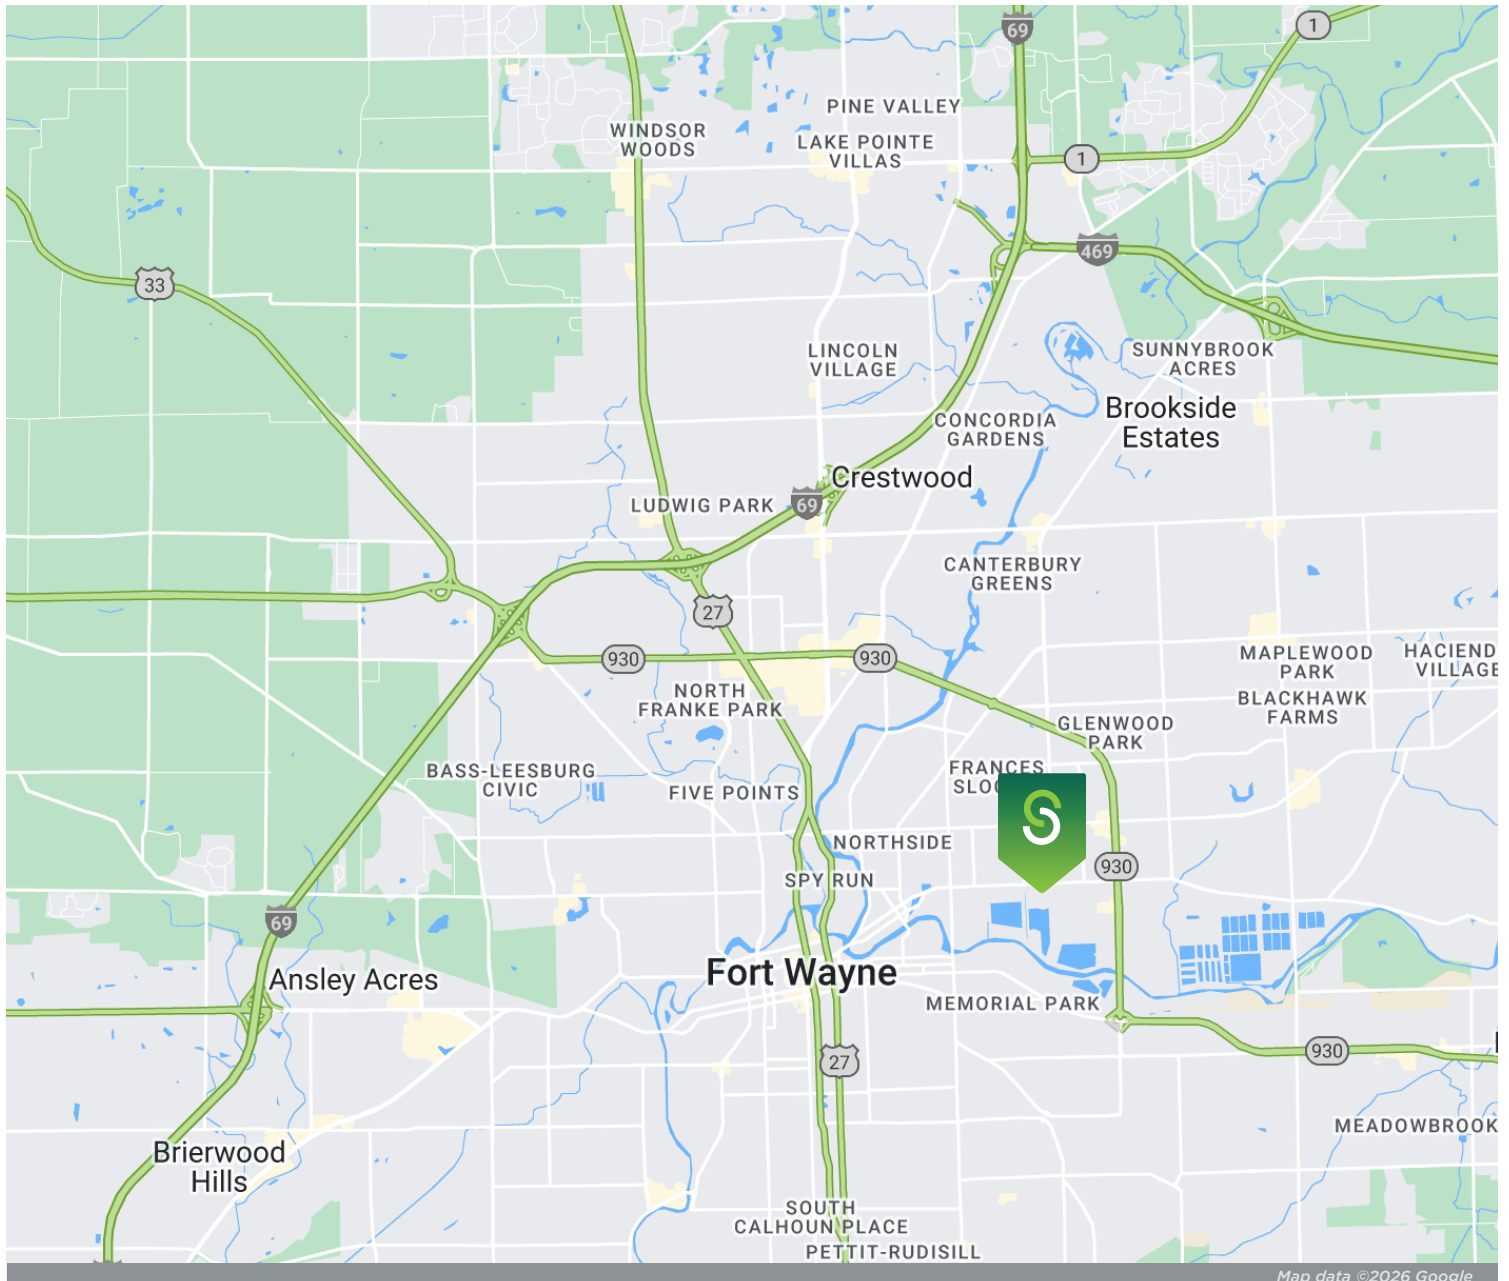 69
1
PINE VALLEY
WINDSOR
WOODS
LAKE POINTE
VILLAS
1
469
33
LINCOLN
VILLAGE
SUNNYBROOK
ACRES
Brookside
Estates
CONCORDIA
GARDENS
Crestwood
69
LUDWIG PARK
CANTERBURY
GREENS
27
930
930
MAPLEWOOD
PARK
HACIEND
VILLAGE
NORTH
FRANKE PARK
BLACKHAWK
FARMS
GLENWOOD
PARK
BASS-LEESBURG
CIVIC
FRANCES
SLOC
FIVE POINTS
S
NORTHSIDE
930
SPY RUN
69
Fort Wayne
Ansley Acres
MEMORIAL PARK
930
27
MEADOWBROOK
Brierwood
Hills
SOUTH
CALHOUN PLACE
PETTIT-RUDISILL
Map data ©2026 Google